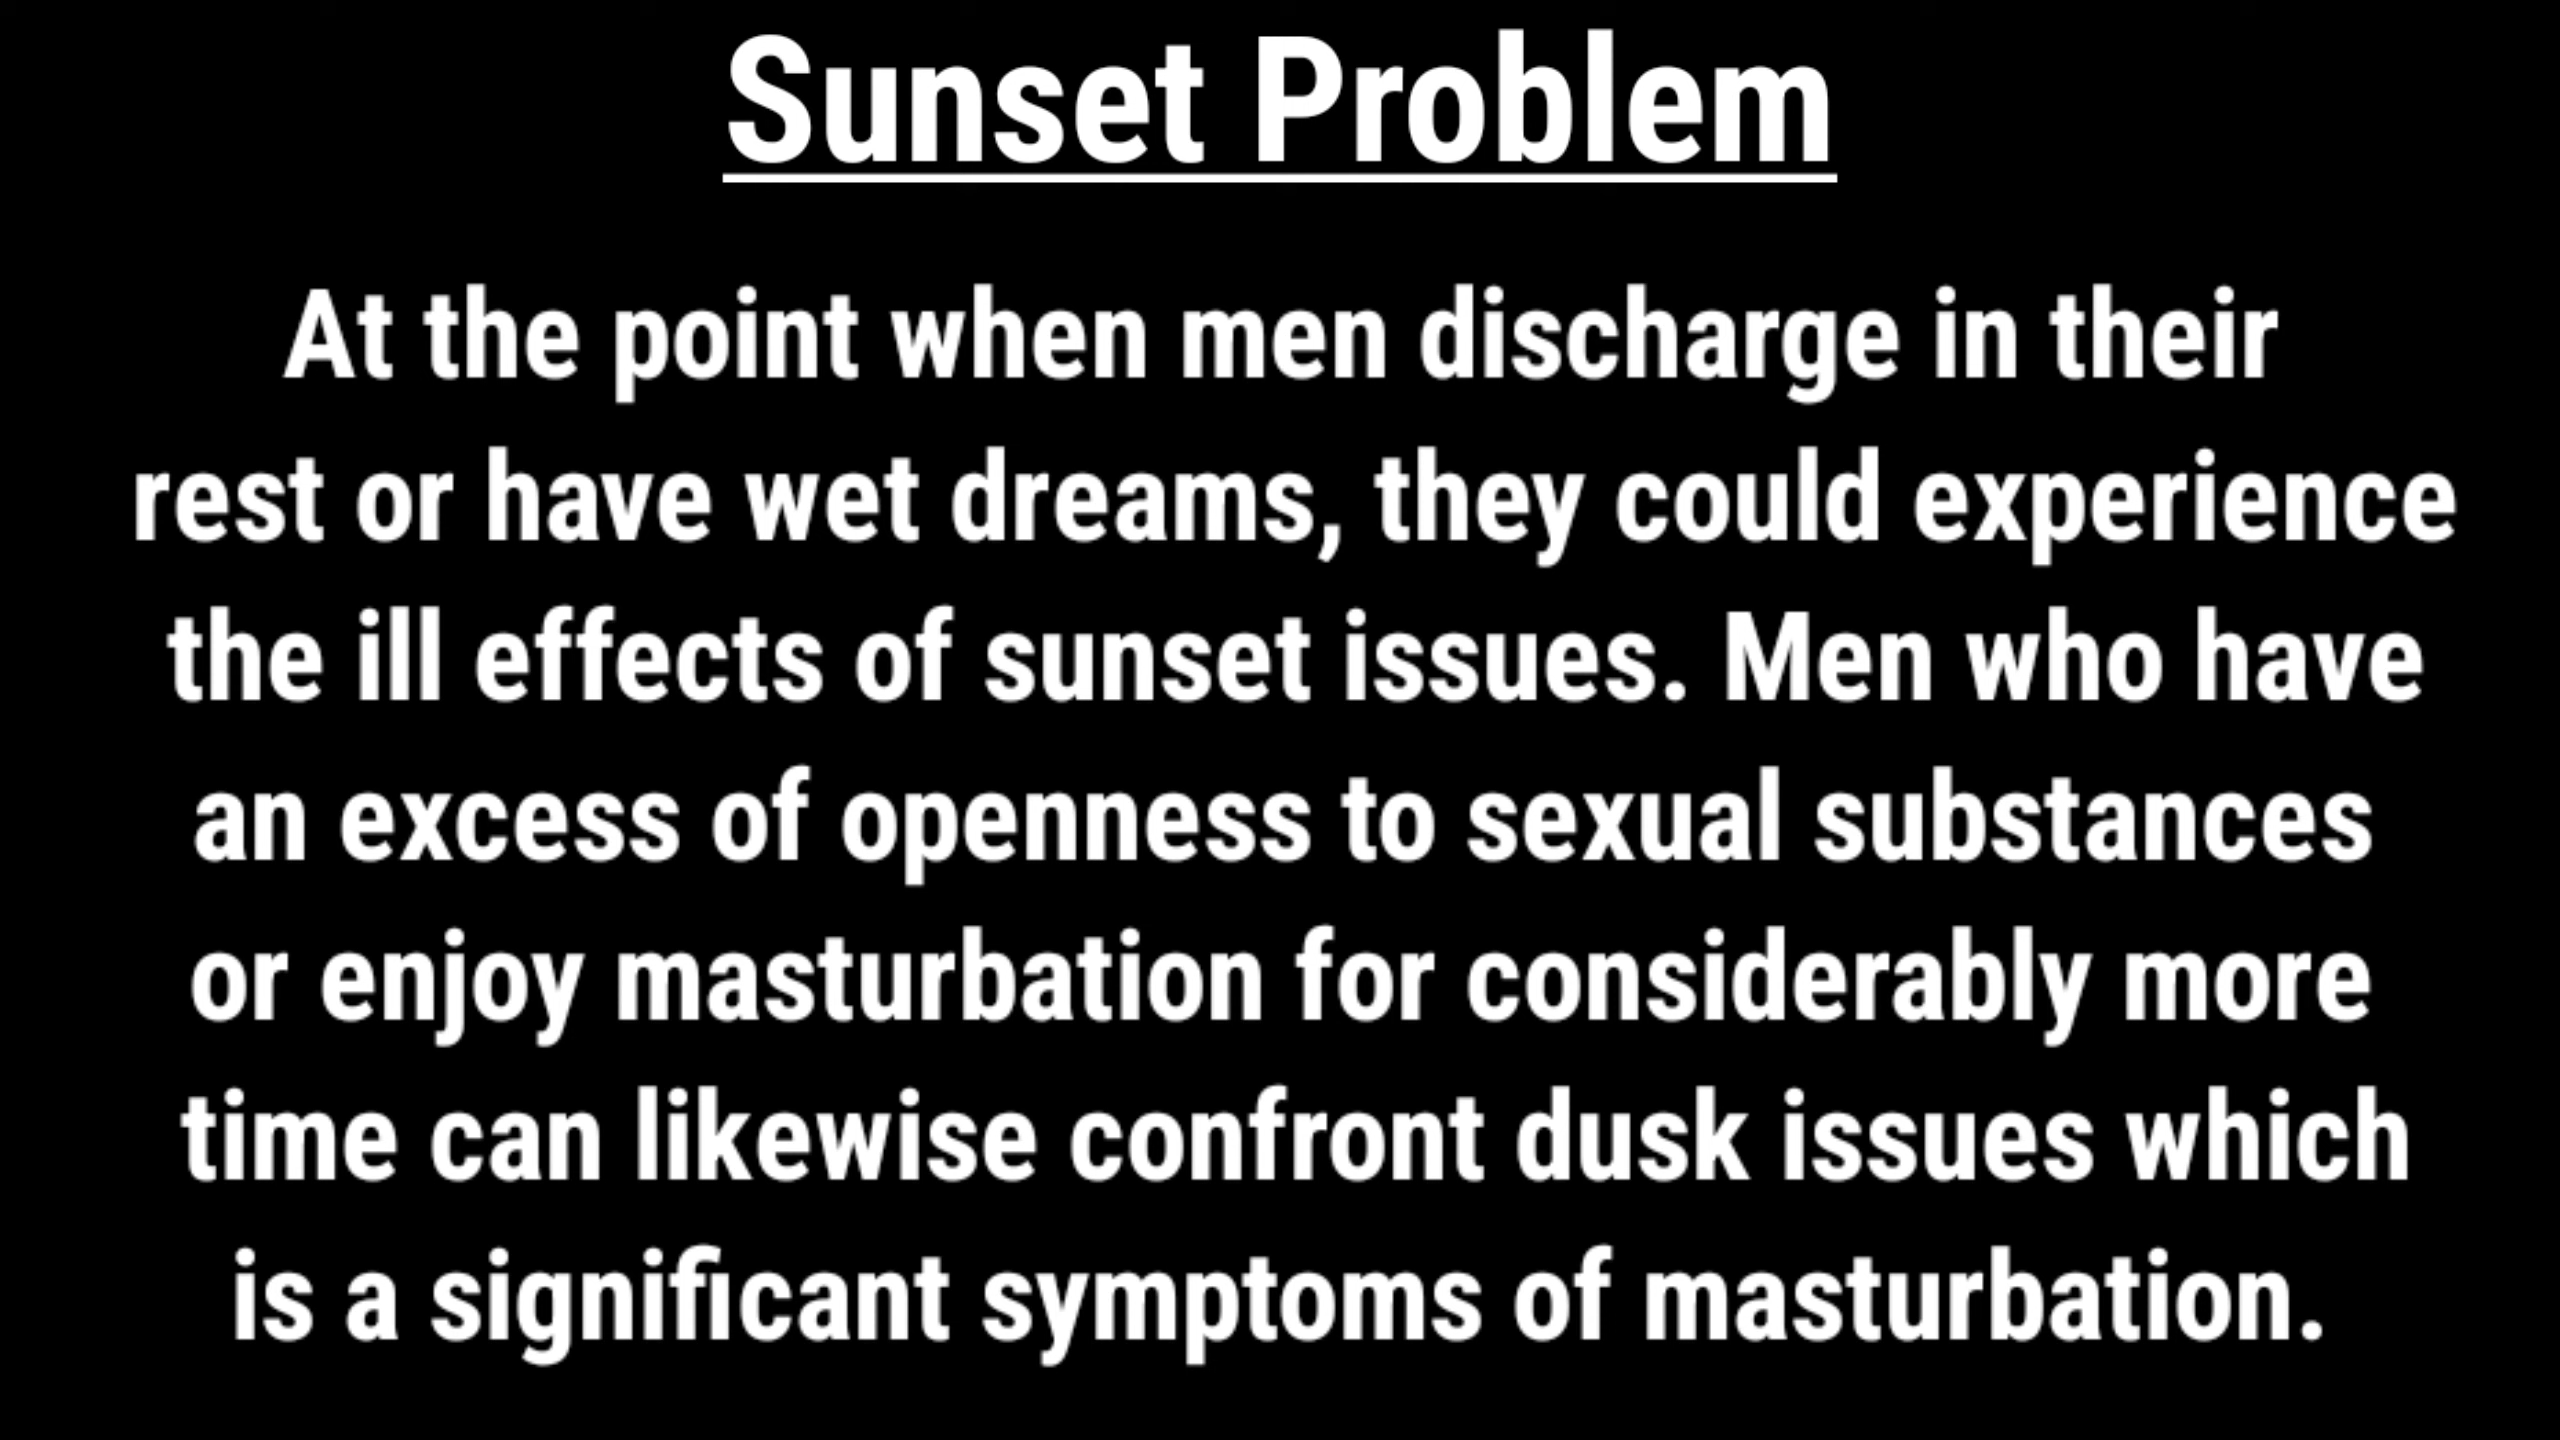 Sunset Problem
At the point when men discharge in their
rest or have wet dreams, they could experience
the ill effects of sunset issues. Men who have
an excess of openness to sexual substances
or enjoy masturbation for considerably more
time can likewise confront dusk issues which
is a significant symptoms of masturbation.